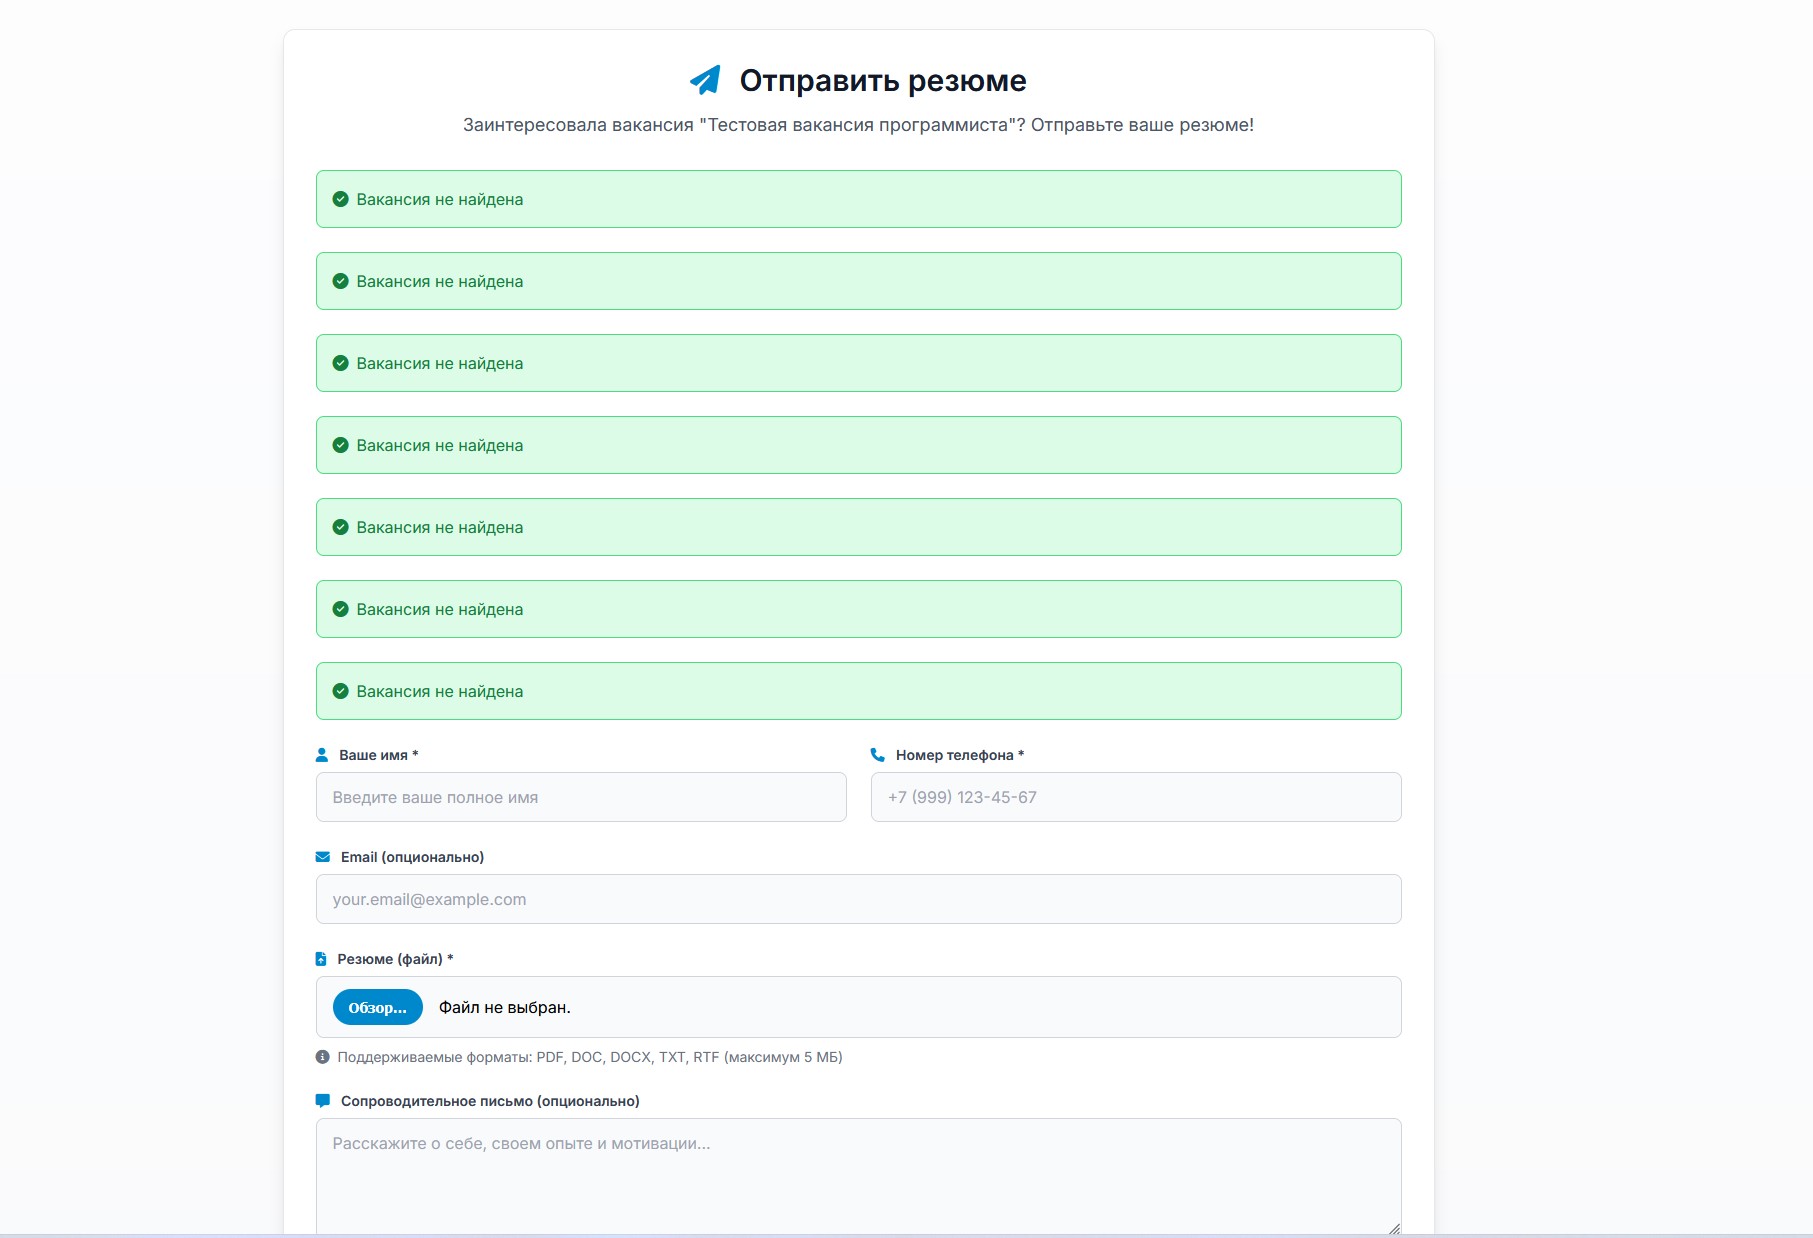 Отправить резюме
Заинтересовала вакансия "Тестовая вакансия программиста"? Отправьте ваше резюме!
Вакансия не найдена
Вакансия не найдена
Вакансия не найдена
Вакансия не найдена
Вакансия не найдена
Вакансия не найдена
Вакансия не найдена
Ваше имя *
Номер телефона *
Введите ваше полное имя
+7 (999) 123-45-67
Email (опционально)
your.email@example.com
Резюме (файл) *
Обзор... Файл не выбран.
Поддерживаемые форматы: PDF, DOC, DOCX, TXT, RTF (максимум 5 МБ)
Сопроводительное письмо (опционально)
Расскажите о себе, своем опыте и мотивации...